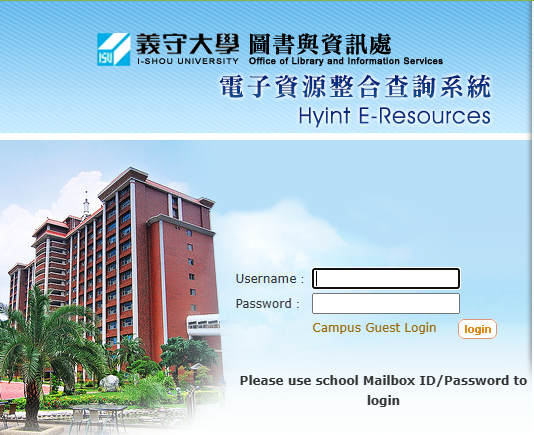 ISU 義守大學 圖書與資訊處
I-SHOU UNIVERSITY Office of Library and Information Services
電子資源整合查詢系統
Hyint E-Resources
Username :
Password :
Campus Guest Login login
Please use school Mailbox ID/Password to
login